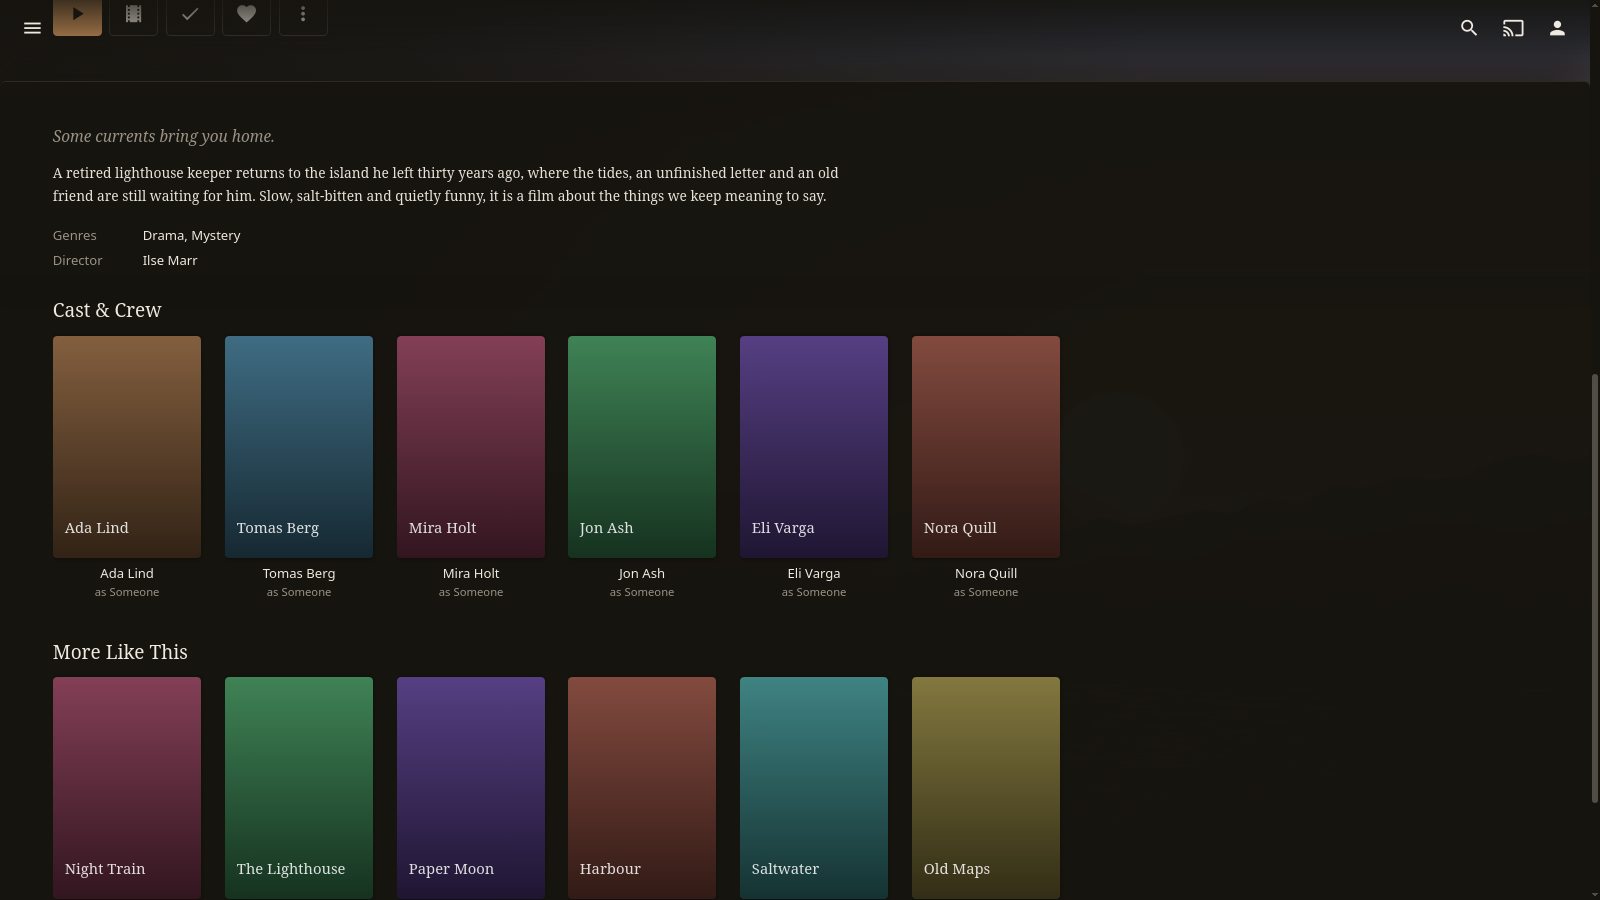 Some currents bring you home.
A retired lighthouse keeper returns to the island he left thirty years ago, where the tides, an unfinished letter and an old
friend are still waiting for him. Slow, salt-bitten and quietly funny, it is a film about the things we keep meaning to say.
Genres Drama, Mystery
Director Ilse Marr
Cast & Crew
Ada Lind Tomas Berg Mira Holt Jon Ash Eli Varga Nora Quill
Ada Lind Tomas Berg Mira Holt Jon Ash Eli Varga Nora Quill
as Someone as Someone as Someone as Someone as Someone as Someone
More Like This
Night Train The Lighthouse Paper Moon Harbour Saltwater Old Maps